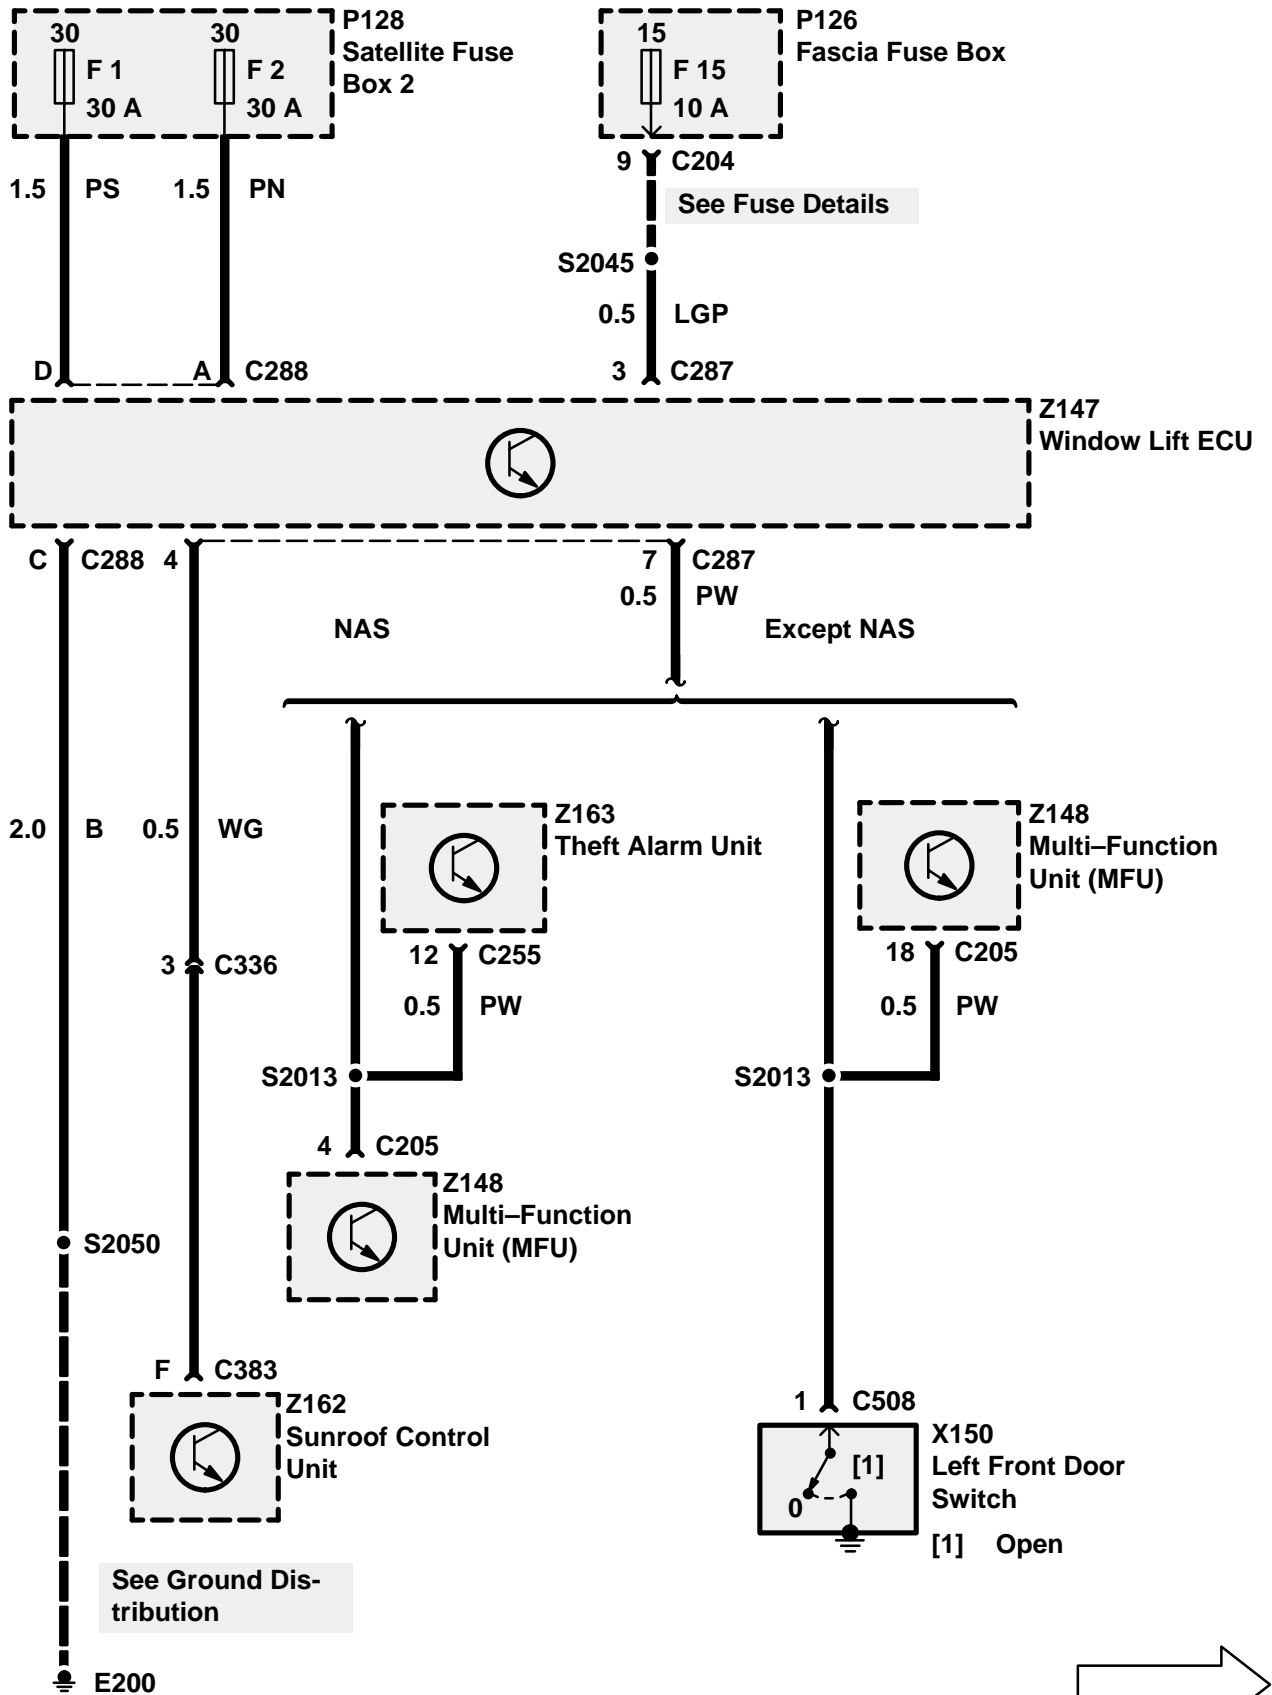 30
F 1
30 A
30
F 2
30 A
P128
Satellite Fuse
Box 2
15
F 15
10 A
P126
Fascia Fuse Box
9 C204
1.5 PS
1.5 PN
See Fuse Details
S2045
0.5 LGP
D
A C288
3 C287
Z147
Window Lift ECU
C C288
4
7 C287
0.5 PW
NAS
Except NAS
2.0 B
0.5 WG
Z163
Theft Alarm Unit
Z148
Multi–Function
Unit (MFU)
12 C255
0.5 PW
18 C205
0.5 PW
3 C336
S2013
S2013
4 C205
Z148
Multi–Function
Unit (MFU)
S2050
F C383
Z162
Sunroof Control
Unit
1 C508
[1]
0
X150
Left Front Door
Switch
[1] Open
See Ground Dis-
tribution
E200